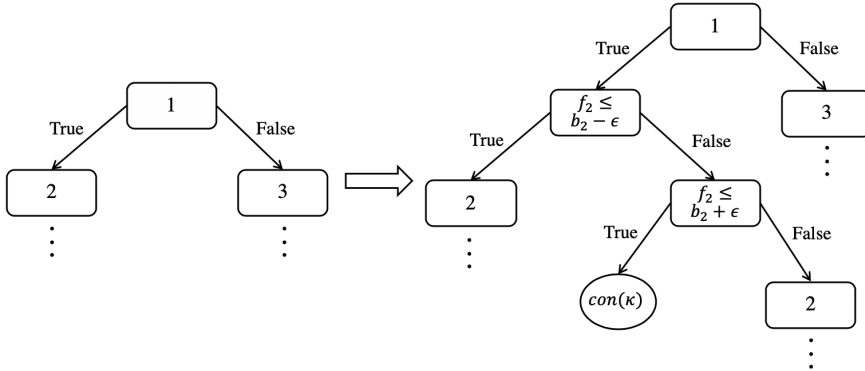 1
True
False
2
3
1
True
False
f₂ ≤
b₂ − ϵ
3
True
False
2
f₂ ≤
b₂ + ϵ
True
False
con(κ)
2